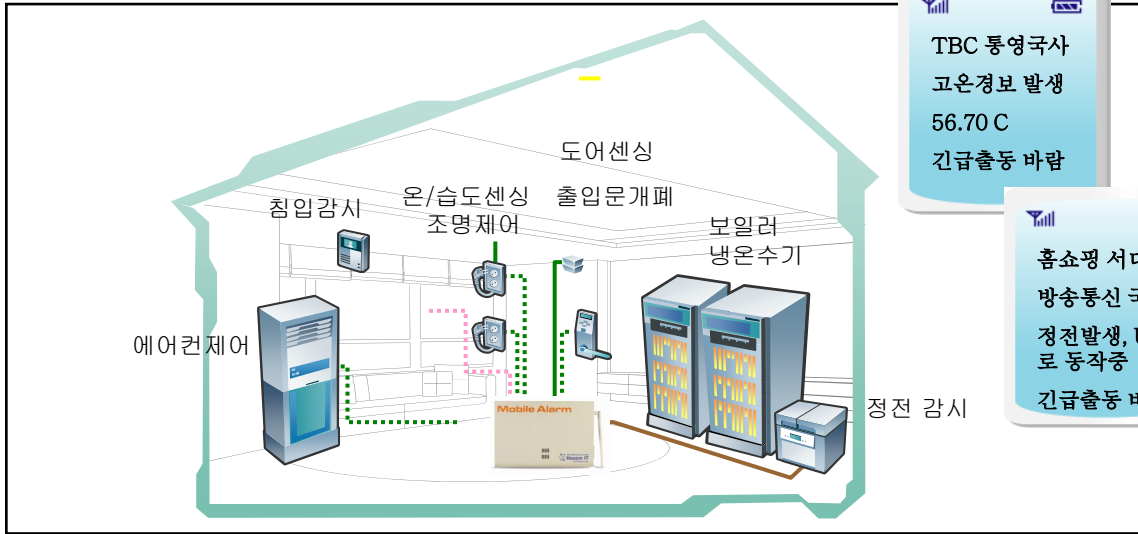 TBC 통영국사
고온경보 발생
56.70 C
긴급출동 바람
홈쇼핑
방송통신
정전발생,
로 동작중
긴급출동
도어센싱
침입감시
온/습도센싱
조명제어
출입문개폐
보일러
냉온수기
에어컨제어
Mobile Alarm
정전 감시